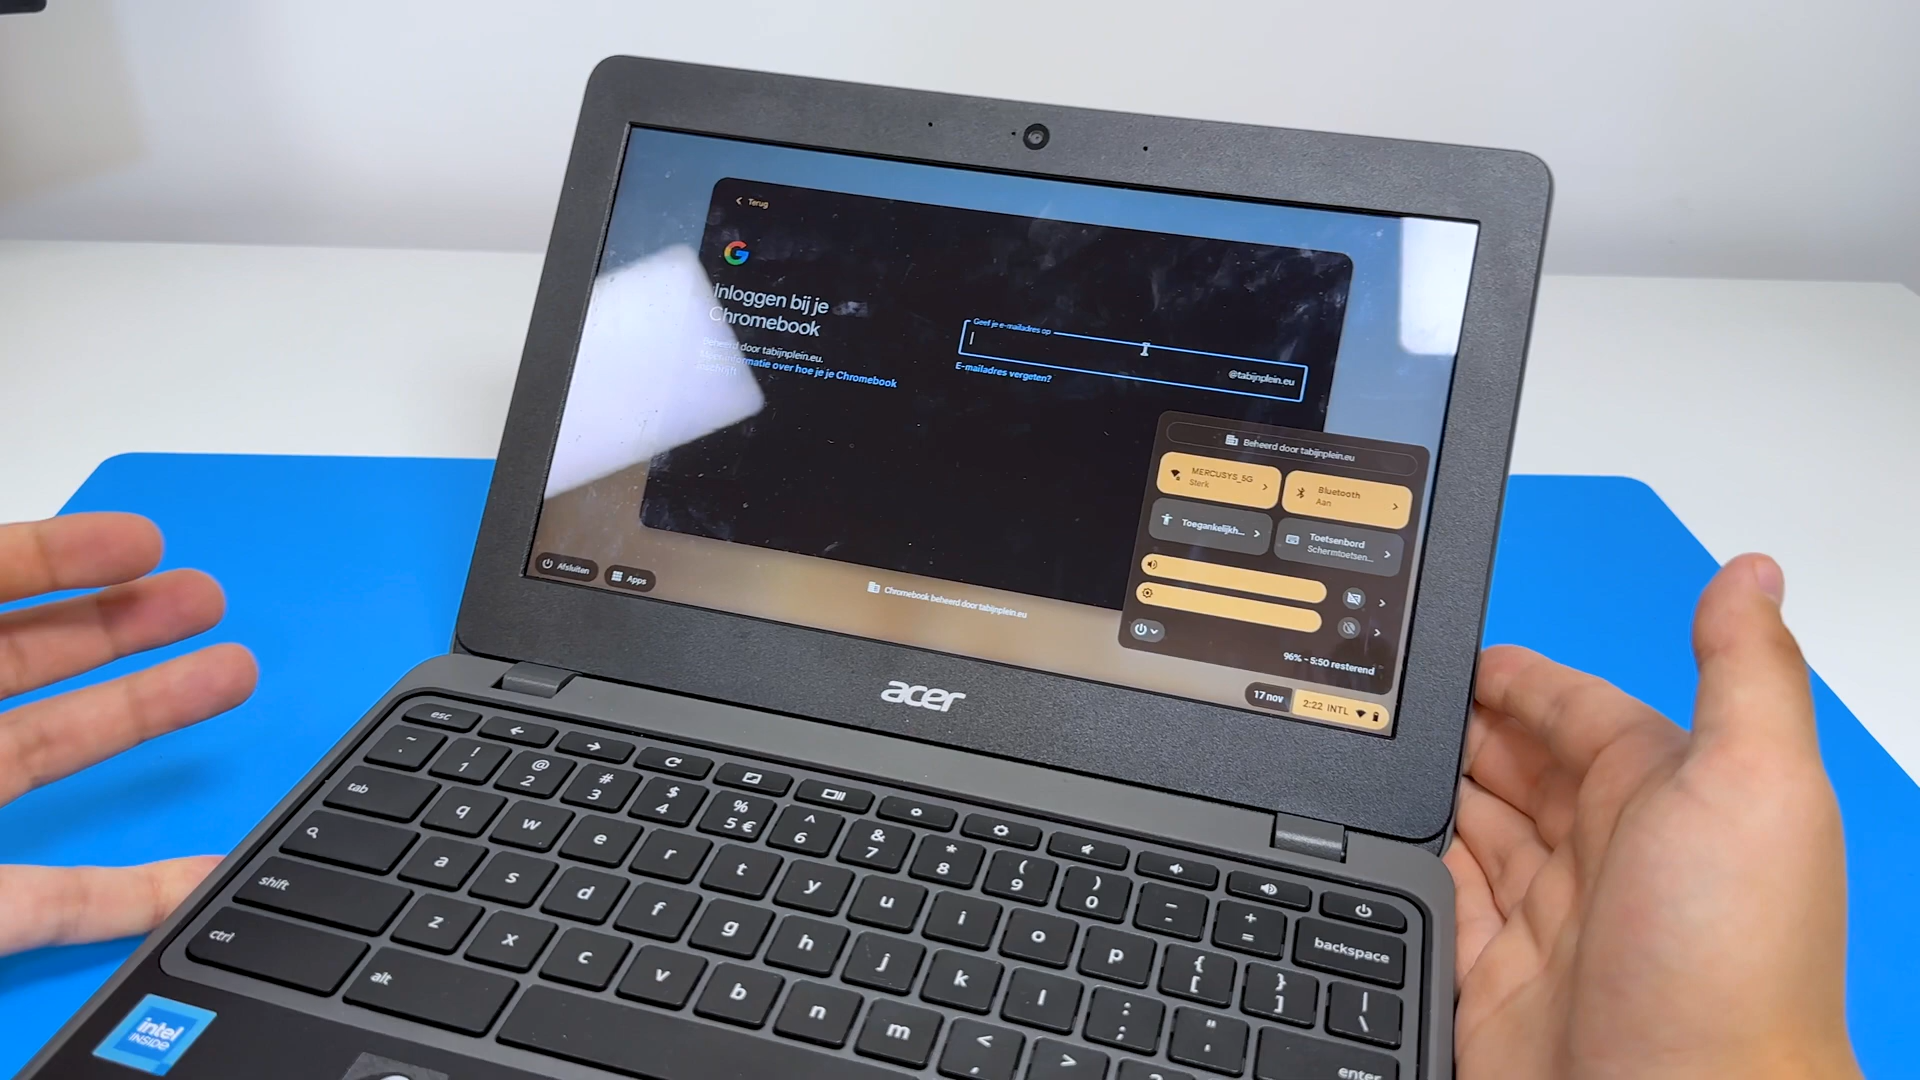 Terug
Inloggen bij je
Chromebook
Beheerd door tabijnplein.eu.
informatie over hoe je je Chromebook
Geef je e-mailadres op
@tabijnplein.eu
E-mailadres vergeten?
Beheerd door tabijnplein.eu
MERCUSYS_5G
Sterk
Bluetooth
Aan
Toegankelijkh...
Toetsenbord
Schermtoetsen...
96% - 5:50 resterend
Afsluiten
Apps
Chromebook beheerd door tabijnplein.eu
17 nov
2:22 INTL
acer
esc
~ ! @ # $ % ^ & * ( ) _ +
1 2 3 4 5 € 6 7 8 9 0 - = backspace
tab q w e r t y u i o p { [ } ] | \
a s d f g h j k l : ; " ' enter
shift z x c v b n m < , >
ctrl alt
intel
INSIDE